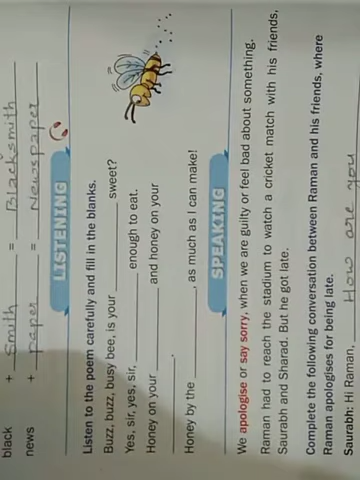 black + smith = Blacksmith
news + paper = Newspaper
LISTENING
Listen to the poem carefully and fill in the blanks.
Buzz, buzz, busy bee, is your ________ sweet?
Yes, sir, yes, sir, ________ enough to eat.
Honey on your ________ and honey on your
________.
Honey by the ________, as much as I can make!
SPEAKING
We apologise or say sorry, when we are guilty or feel bad about something.
Raman had to reach the stadium to watch a cricket match with his friends,
Saurabh and Sharad. But he got late.
Complete the following conversation between Raman and his friends, where
Raman apologises for being late.
Saurabh: Hi Raman, How are you